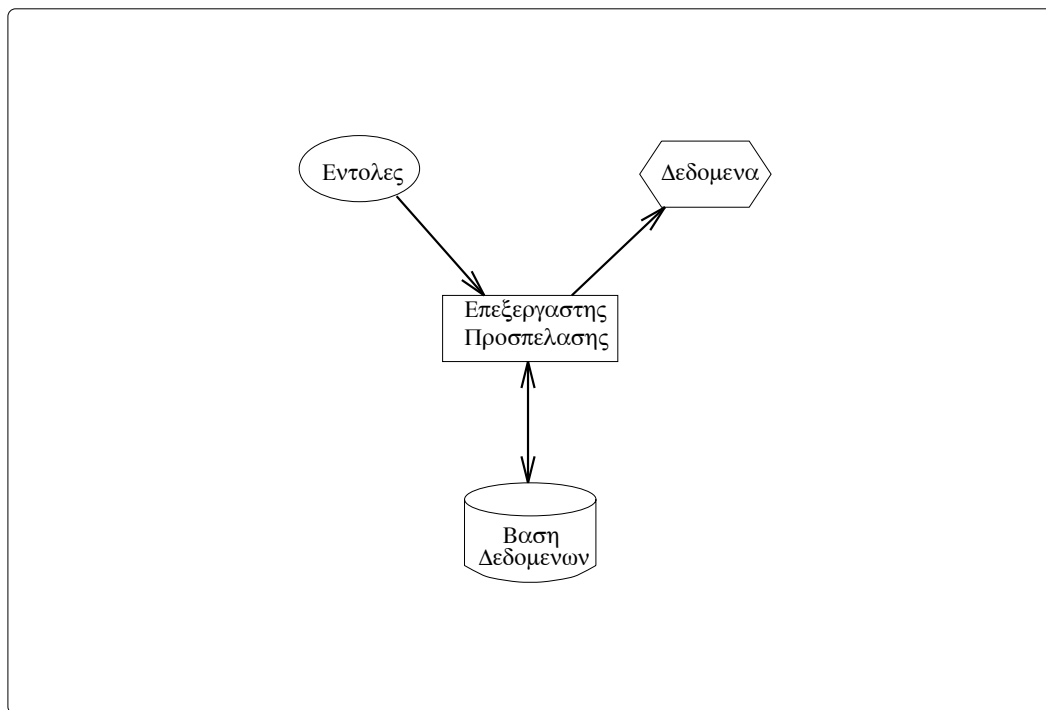 Εντολες
Δεδομενα
Επεξεργαστης
Προσπελασης
Βαση
Δεδομενων